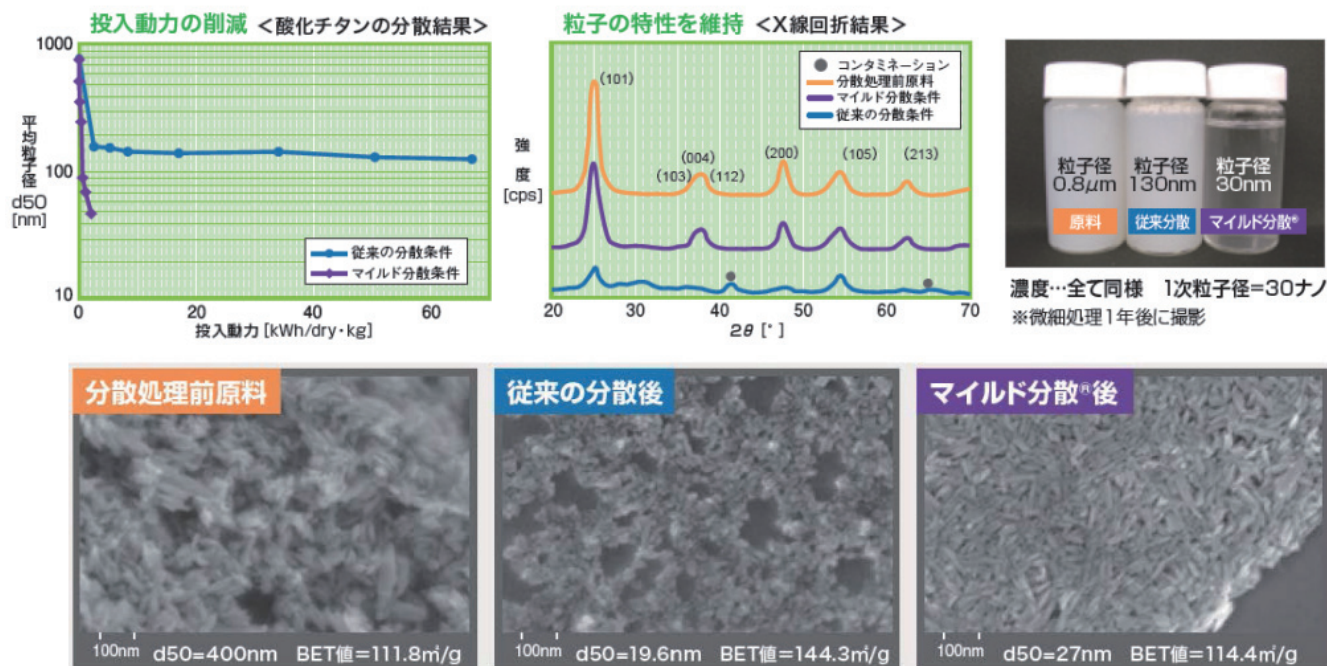 投入動力の削減 <酸化チタンの分散結果>
1000
100
10
平均粒子径
d50
[nm]
従来の分散条件
マイルド分散条件
0 20 40 60
投入動力 [kWh/dry・kg]
粒子の特性を維持 <X線回折結果>
コンタミネーション
分散処理前原料
マイルド分散条件
従来の分散条件
強度
[cps]
(101)
(004)
(103) (112)
(200)
(105)
(213)
20 30 40 50 60 70
2θ [°]
粒子径 0.8μm
原料
粒子径 130nm
従来分散
粒子径 30nm
マイルド分散®
濃度…全て同様 1次粒子径=30ナノ
※微細処理1年後に撮影
分散処理前原料
100nm d50=400nm BET値=111.8㎡/g
従来の分散後
100nm d50=19.6nm BET値=144.3㎡/g
マイルド分散®後
100nm d50=27nm BET値=114.4㎡/g